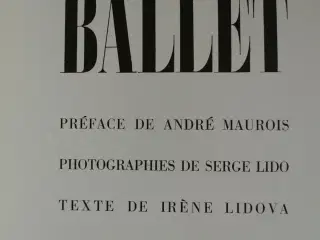 BALLET
PRÉFACE DE ANDRÉ MAUROIS
PHOTOGRAPHIES DE SERGE LIDO
TEXTE DE IRÈNE LIDOVA